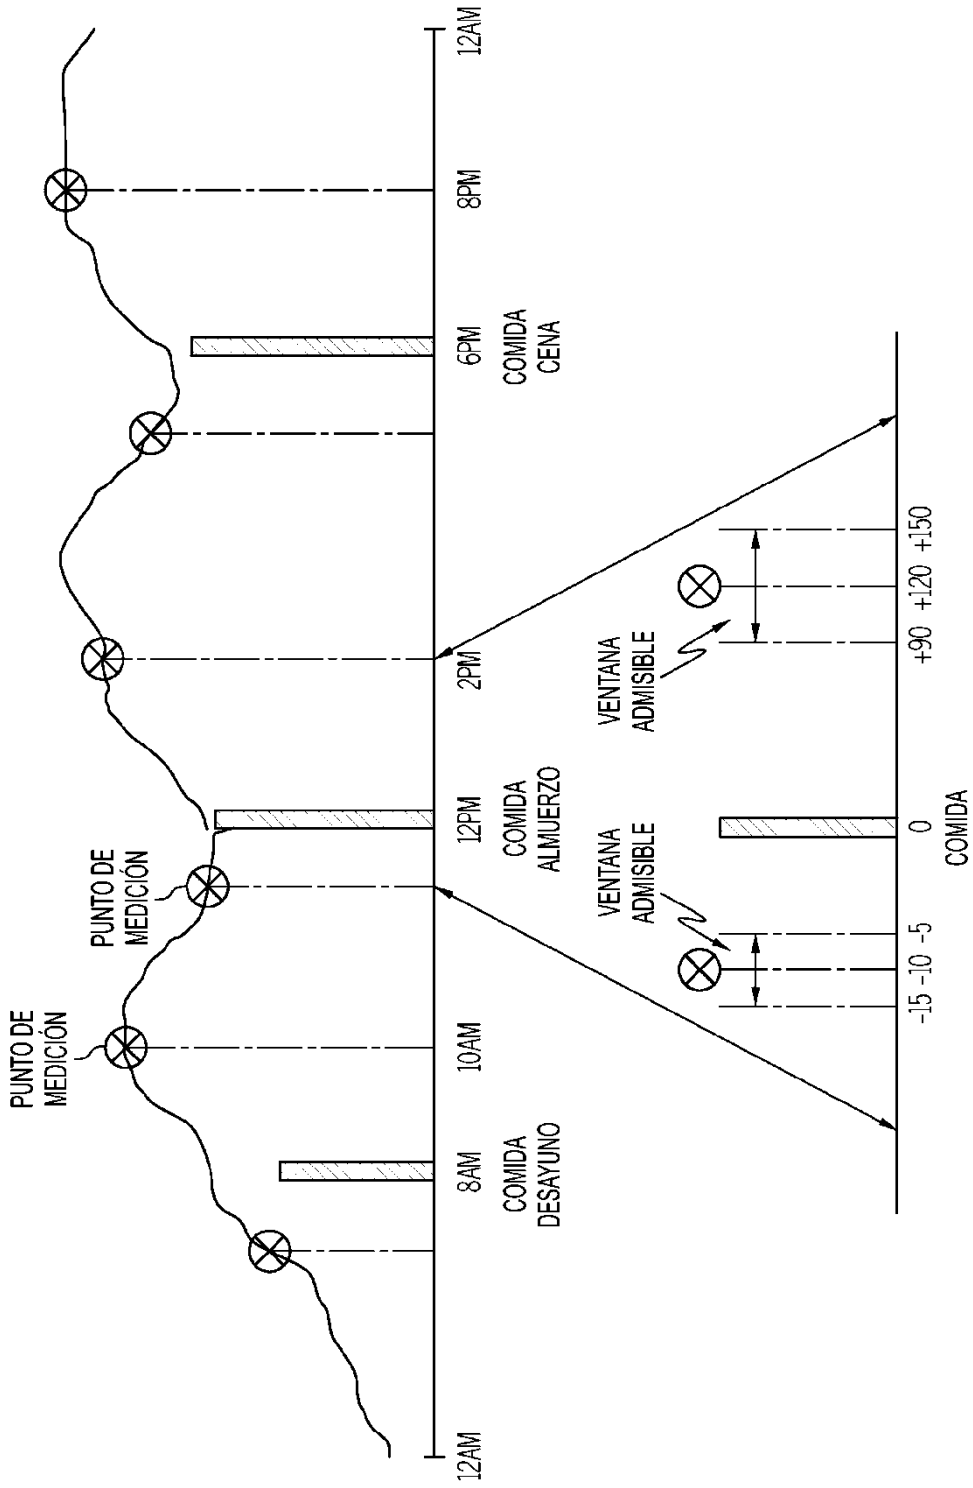 PUNTO DE
MEDICIÓN
PUNTO DE
MEDICIÓN
12AM
8AM
10AM
12PM
2PM
6PM
8PM
12AM
COMIDA
DESAYUNO
COMIDA
ALMUERZO
COMIDA
CENA
VENTANA
ADMISIBLE
VENTANA
ADMISIBLE
-15
-10
-5
0
+90
+120
+150
COMIDA